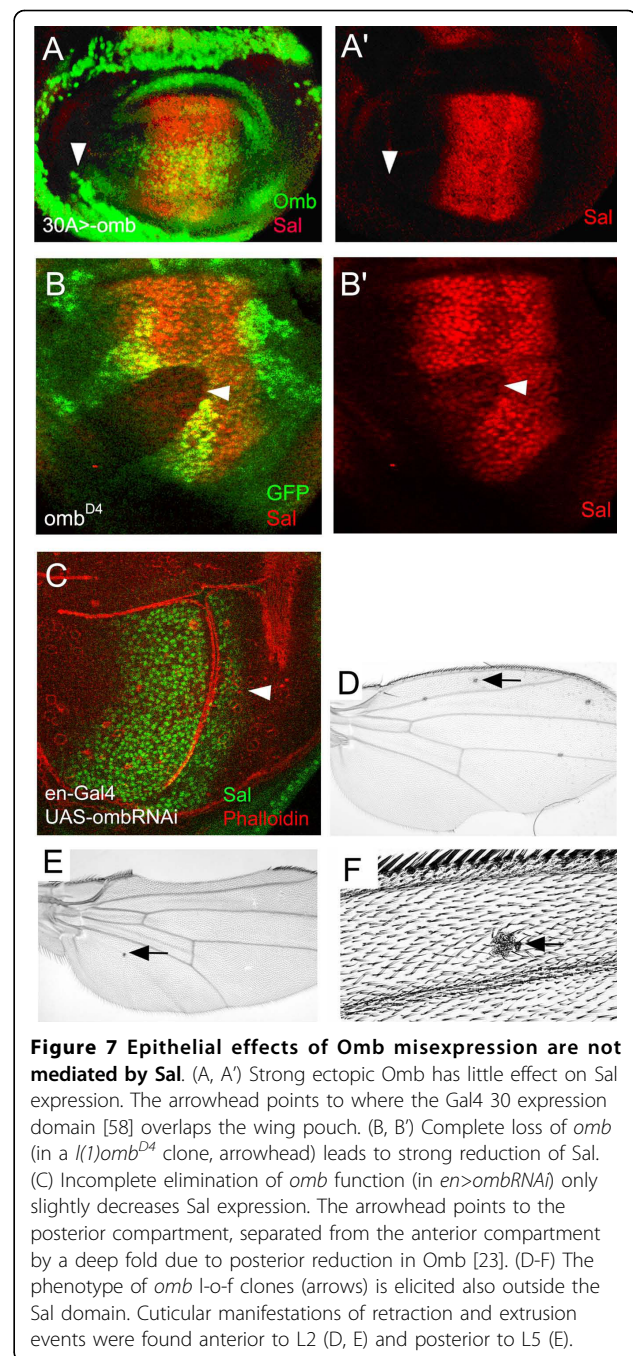 A
Omb
30A>-omb
Sal
A'
Sal
B
GFP
omb^D4
Sal
B'
Sal
C
en-Gal4
Sal
UAS-ombRNAi
Phalloidin
D
E
F
Figure 7 Epithelial effects of Omb misexpression are not
mediated by Sal. (A, A’) Strong ectopic Omb has little effect on Sal
expression. The arrowhead points to where the Gal4 30 expression
domain [58] overlaps the wing pouch. (B, B’) Complete loss of omb
(in a l(1)omb^D4 clone, arrowhead) leads to strong reduction of Sal.
(C) Incomplete elimination of omb function (in en>ombRNAi) only
slightly decreases Sal expression. The arrowhead points to the
posterior compartment, separated from the anterior compartment
by a deep fold due to posterior reduction in Omb [23]. (D-F) The
phenotype of omb l-o-f clones (arrows) is elicited also outside the
Sal domain. Cuticular manifestations of retraction and extrusion
events were found anterior to L2 (D, E) and posterior to L5 (E).